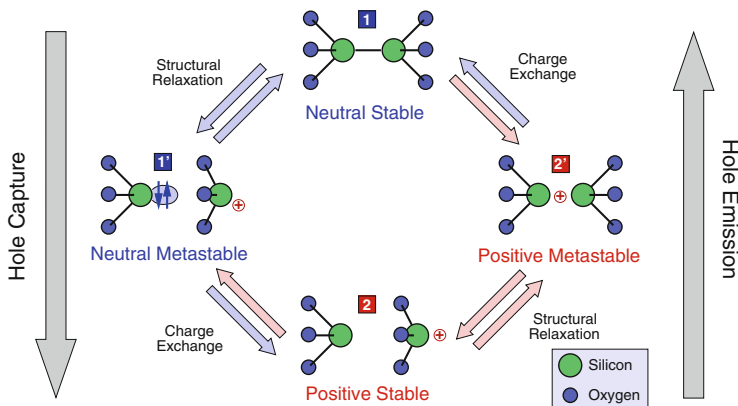 1
Structural
Relaxation
Charge
Exchange
Neutral Stable
Hole Capture
Hole Emission
1'
2'
+
+
Neutral Metastable
Positive Metastable
2
+
Charge
Exchange
Structural
Relaxation
Positive Stable
Silicon
Oxygen